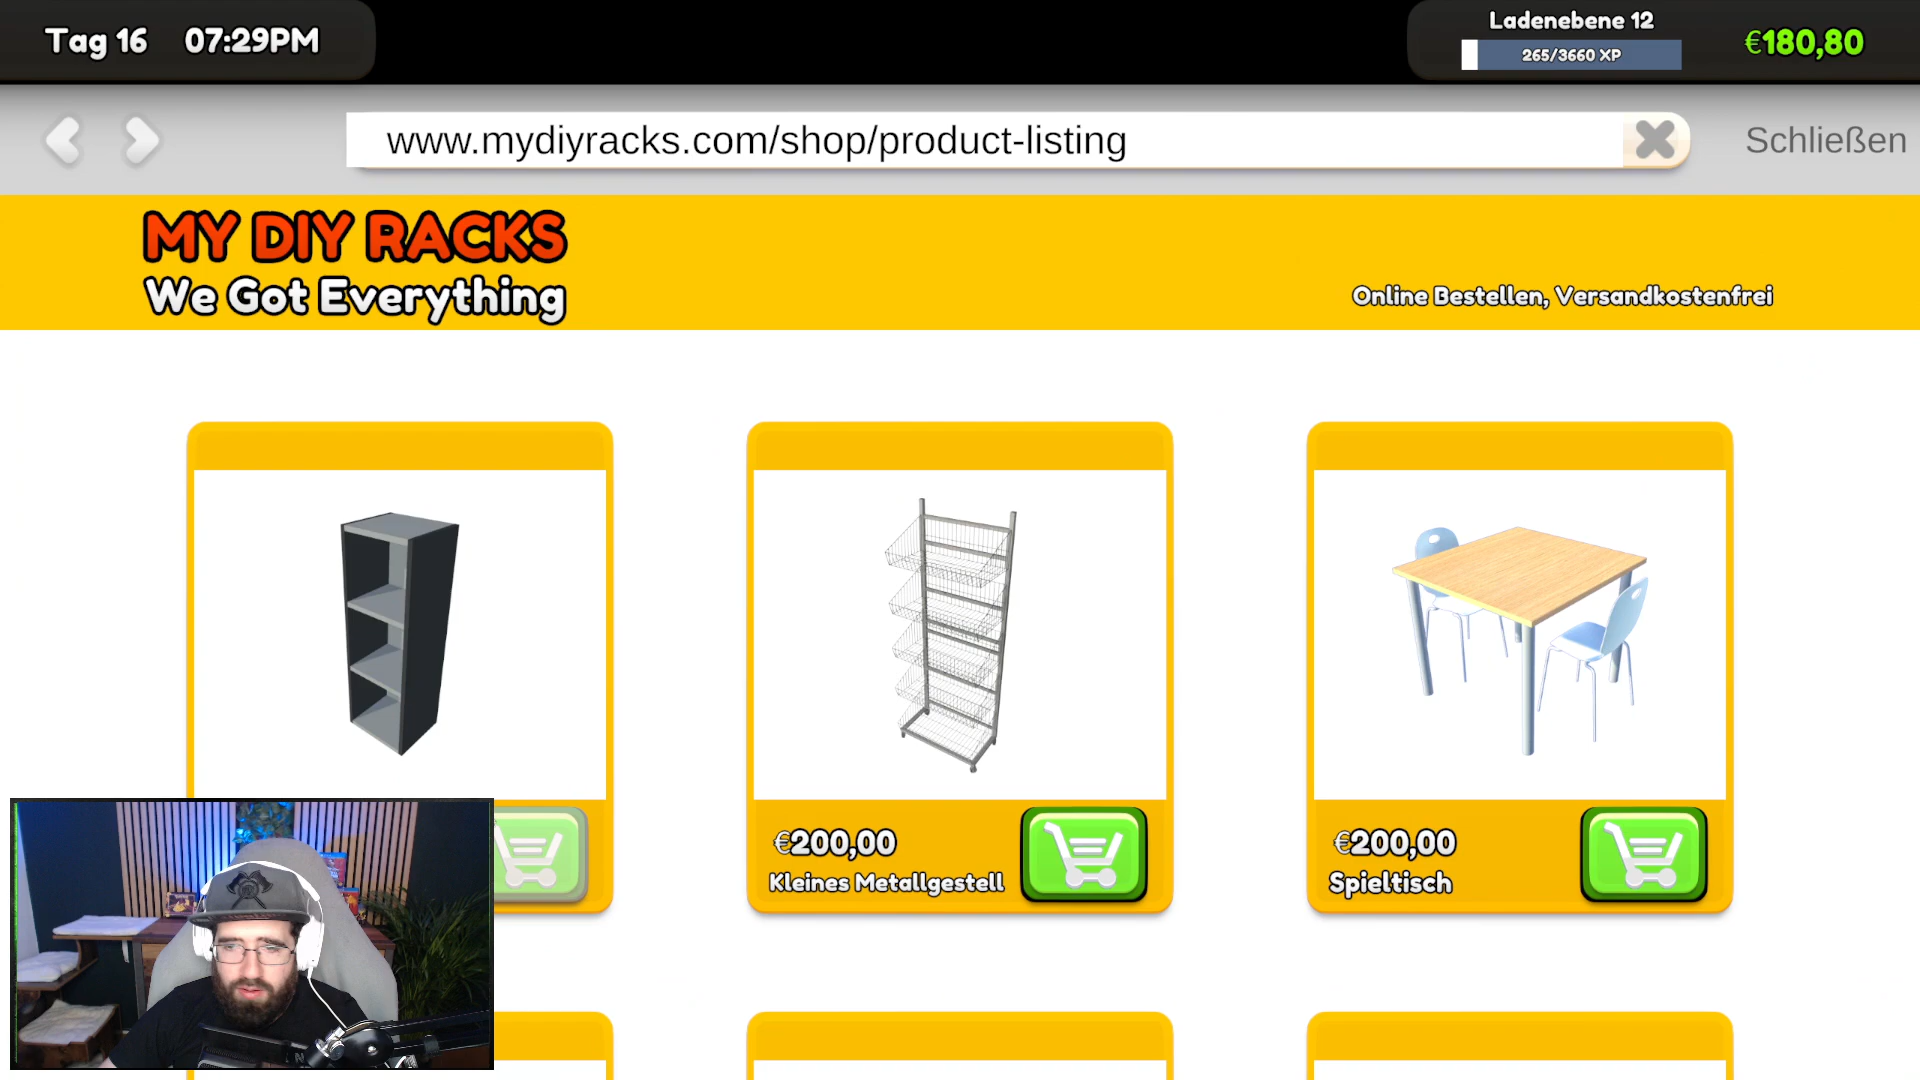 Tag 16 07:29PM
Ladenebene 12
265/3660 XP
€180,80
www.mydiyracks.com/shop/product-listing
Schließen
MY DIY RACKS
We Got Everything
Online Bestellen, Versandkostenfrei
€200,00
Kleines Metallgestell
€200,00
Spieltisch